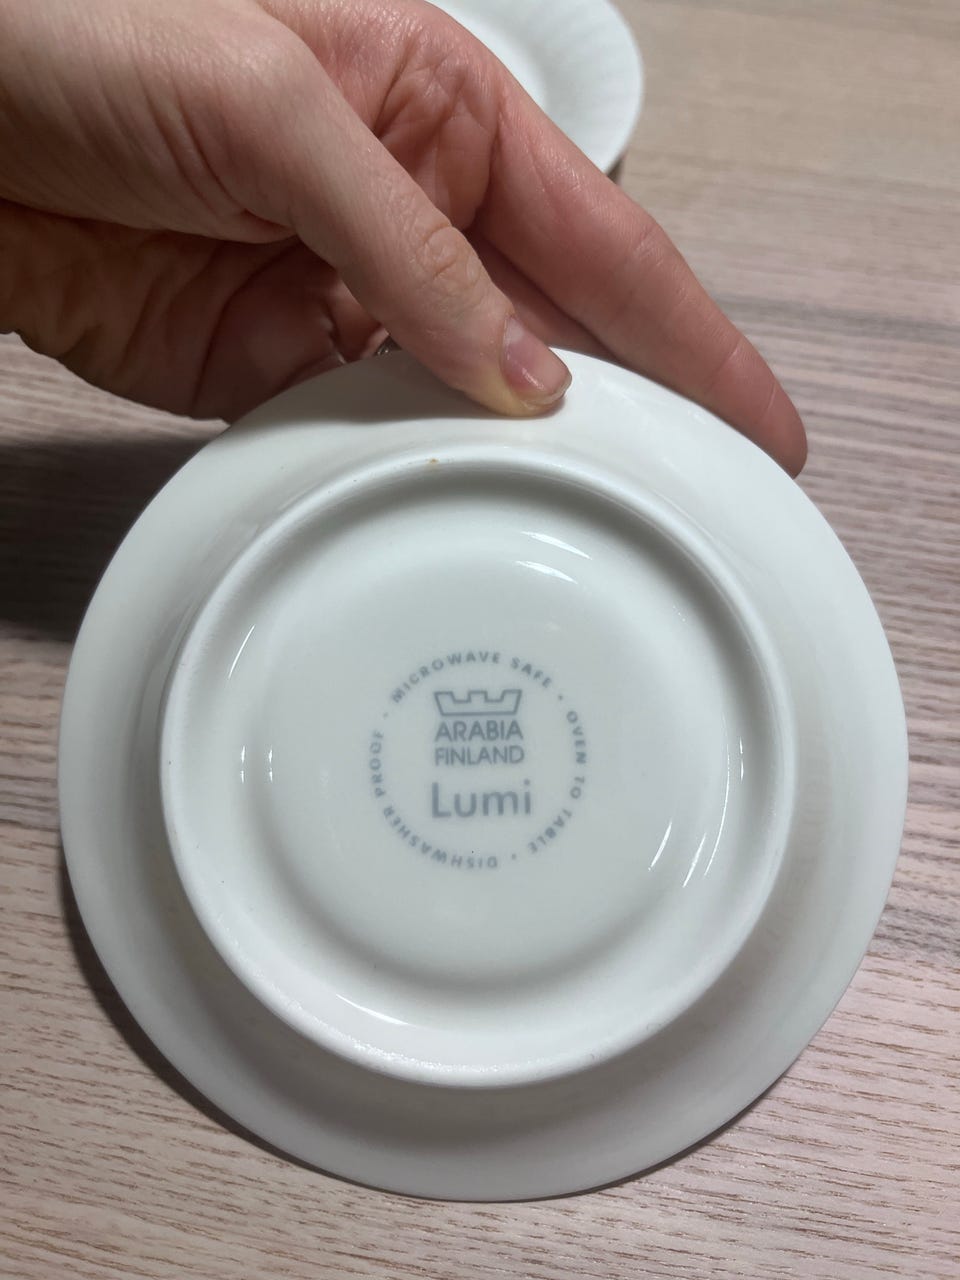 MICROWAVE SAFE • OVEN TO TABLE • DISHWASHER PROOF •
ARABIA
FINLAND
Lumi